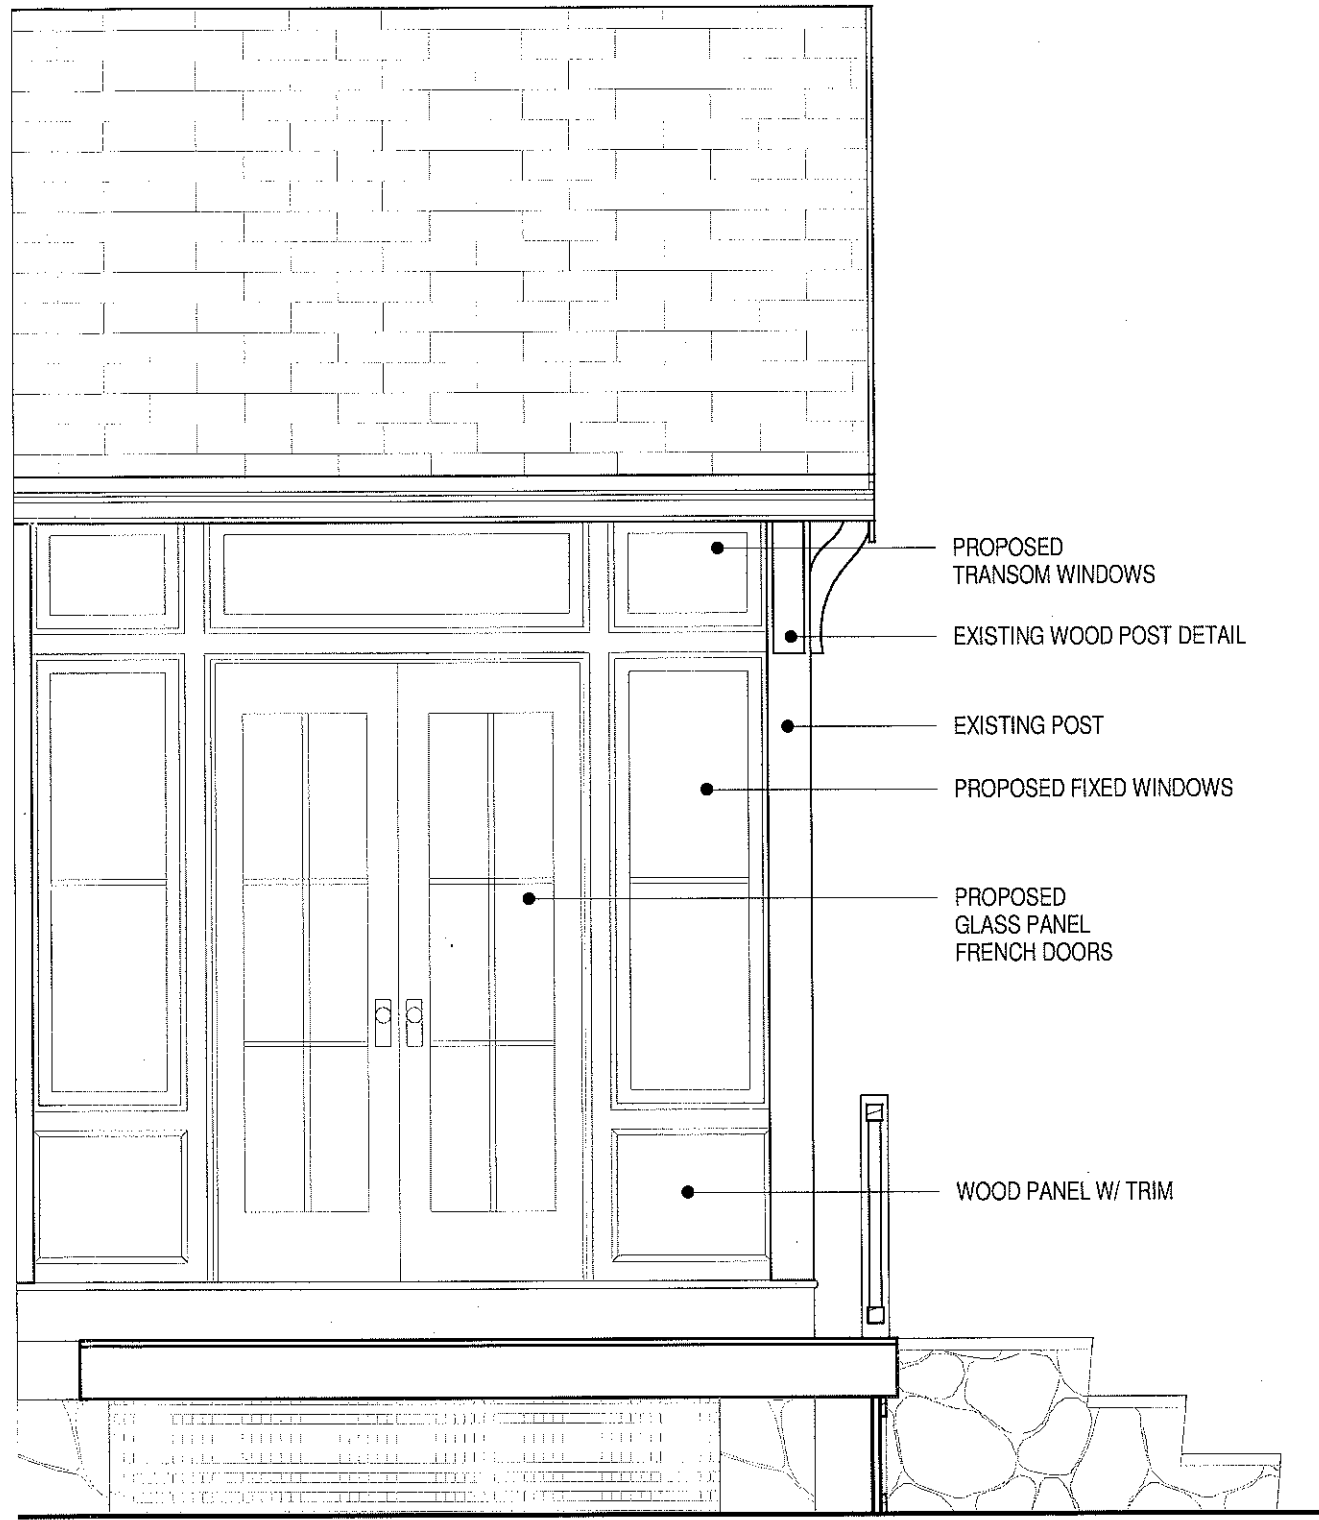 PROPOSED
TRANSOM WINDOWS
EXISTING WOOD POST DETAIL
EXISTING POST
PROPOSED FIXED WINDOWS
PROPOSED
GLASS PANEL
FRENCH DOORS
WOOD PANEL W/ TRIM